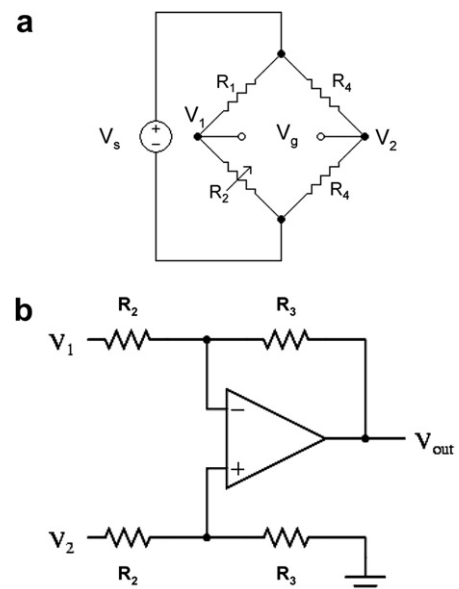 a
R1 R4
V1
Vs + − Vg V2
R2 R4
b
R2 R3
V1
−
+
Vout
V2
R2 R3